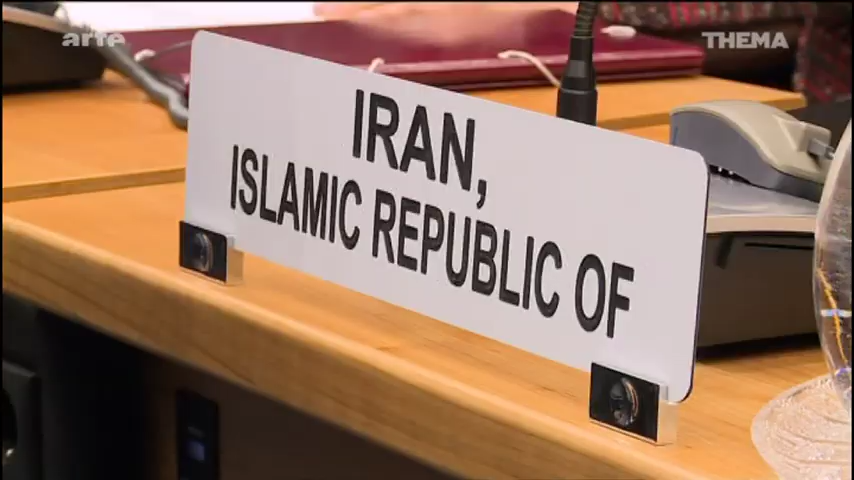 arte
THEMA
IRAN,
ISLAMIC REPUBLIC OF